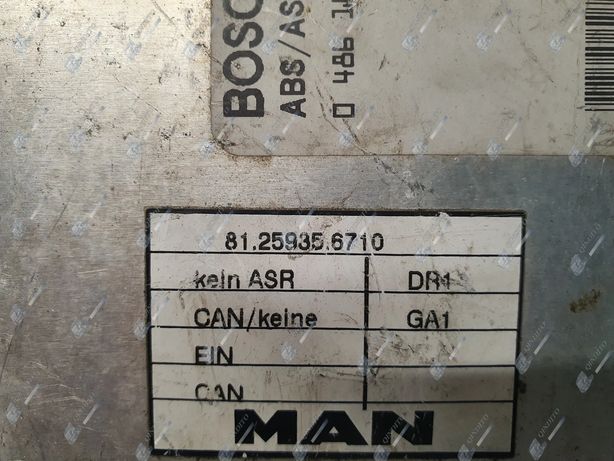 BOSC
ABS/AS
0 486
81.25935.6710
kein ASR DR1
CAN/keine GA1
EIN
CAN
MAN